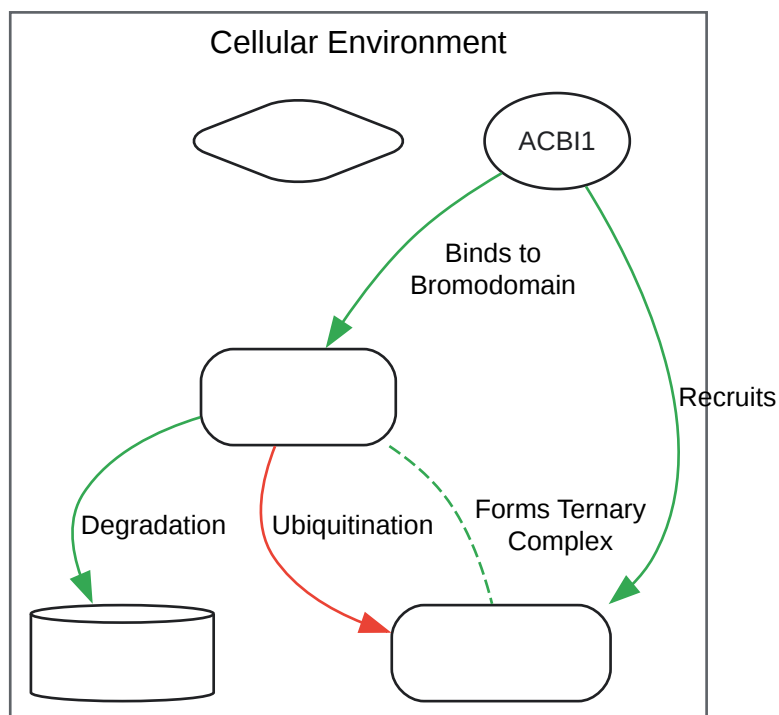 Cellular Environment
ACBI1
Binds to
Bromodomain
Recruits
Degradation
Ubiquitination
Forms Ternary
Complex